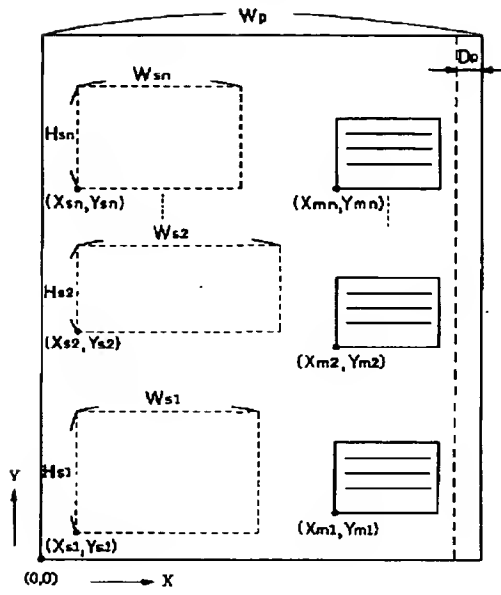 Wp
Dp
Wsn
Hsn
(Xsn,Ysn)
(Xmn,Ymn)
Ws2
Hs2
(Xs2,Ys2)
(Xm2,Ym2)
Ws1
Hs1
(Xs1,Ys1)
(Xm1,Ym1)
Y
(0,0)
X